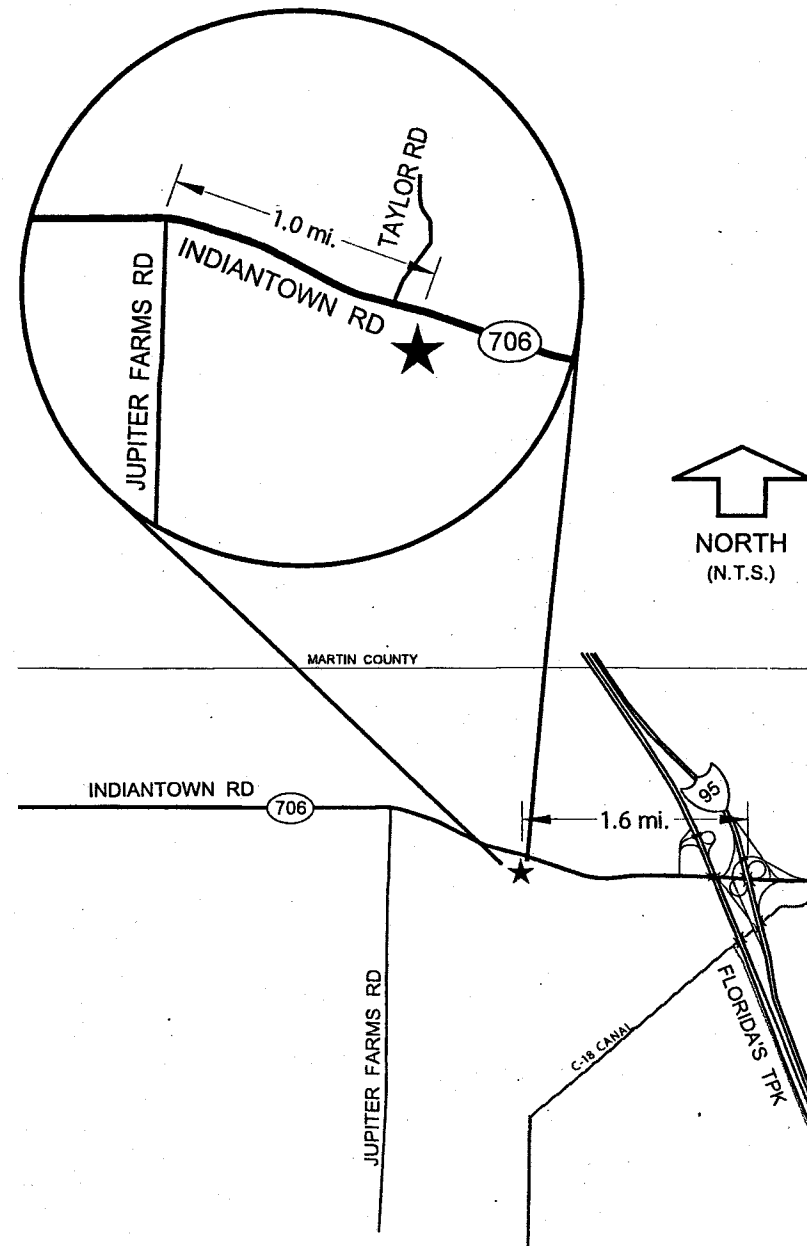 TAYLOR RD
1.0 mi.
INDIANTOWN RD
706
JUPITER FARMS RD
NORTH
(N.T.S.)
MARTIN COUNTY
95
INDIANTOWN RD
706
1.6 mi.
JUPITER FARMS RD
C-18 CANAL
FLORIDA'S TPK